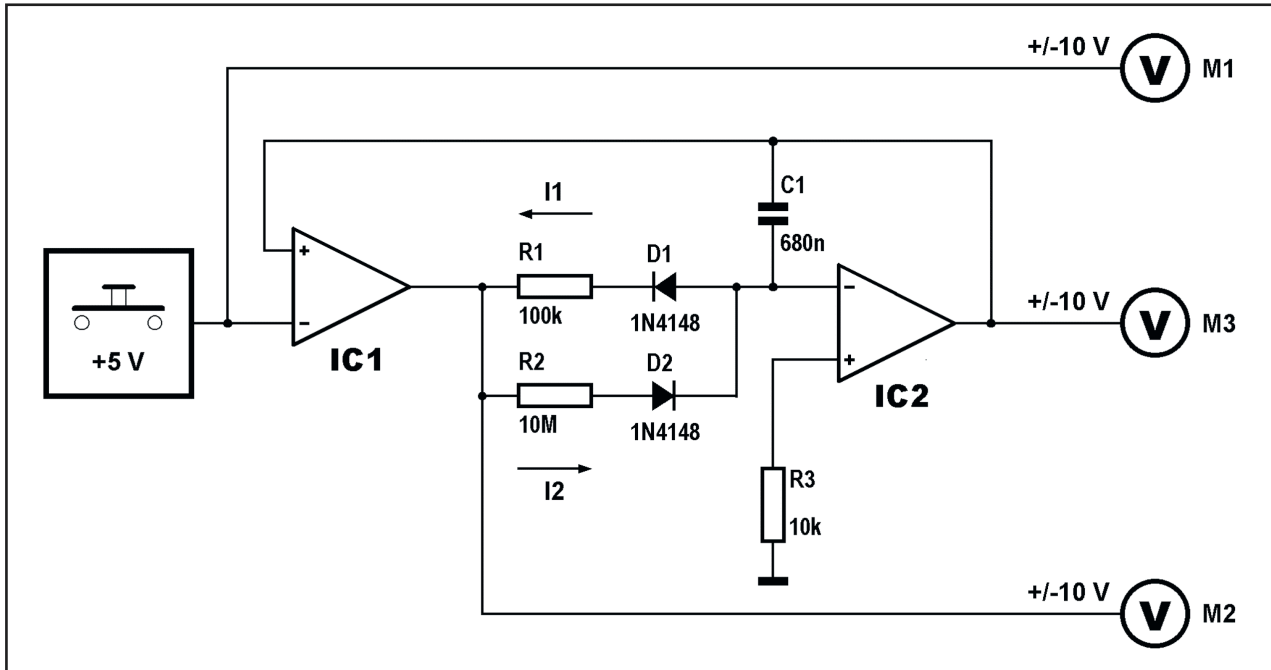 +/-10 V
V
M1
C1
680n
I1
R1
D1
+
-
+5 V
IC1
100k
1N4148
-
+
IC2
+/-10 V
V
M3
R2
D2
10M
1N4148
I2
R3
10k
+/-10 V
V
M2